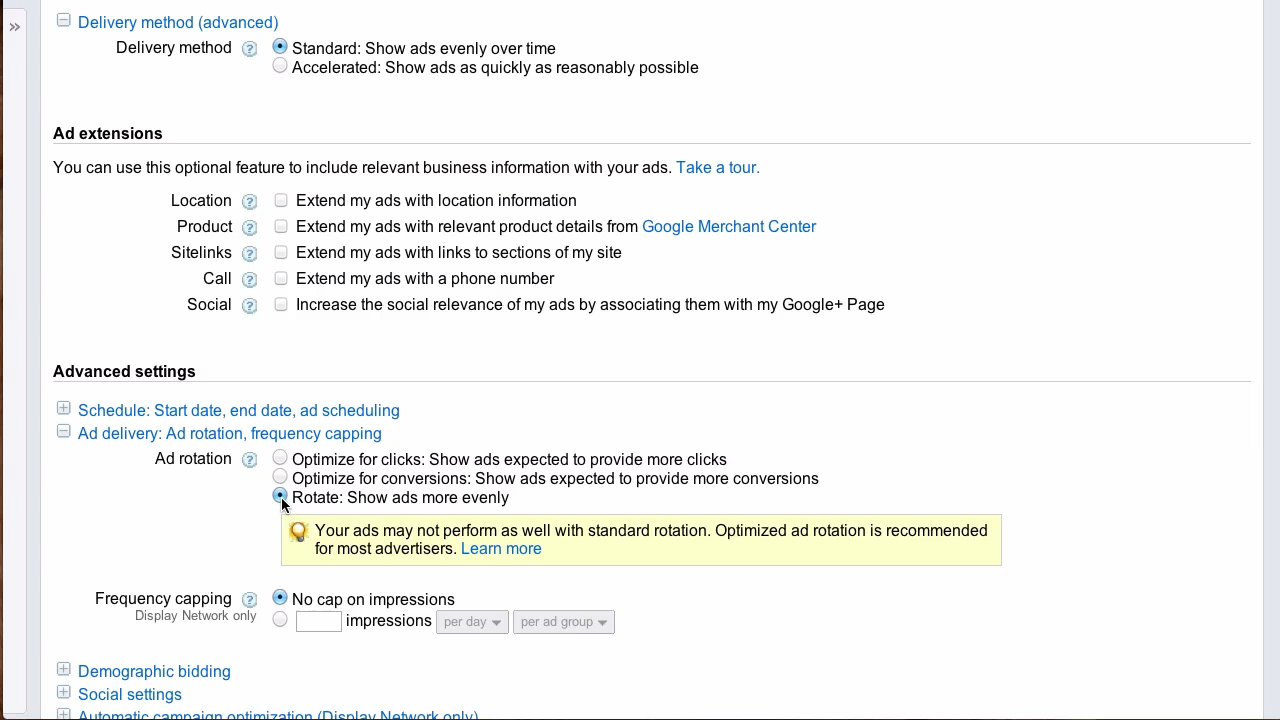 »
Delivery method (advanced)
Delivery method ? Standard: Show ads evenly over time
Accelerated: Show ads as quickly as reasonably possible
Ad extensions
You can use this optional feature to include relevant business information with your ads. Take a tour.
Location ? Extend my ads with location information
Product ? Extend my ads with relevant product details from Google Merchant Center
Sitelinks ? Extend my ads with links to sections of my site
Call ? Extend my ads with a phone number
Social ? Increase the social relevance of my ads by associating them with my Google+ Page
Advanced settings
Schedule: Start date, end date, ad scheduling
Ad delivery: Ad rotation, frequency capping
Ad rotation ? Optimize for clicks: Show ads expected to provide more clicks
Optimize for conversions: Show ads expected to provide more conversions
Rotate: Show ads more evenly
Your ads may not perform as well with standard rotation. Optimized ad rotation is recommended
for most advertisers. Learn more
Frequency capping ? No cap on impressions
Display Network only
impressions per day per ad group
Demographic bidding
Social settings
Automatic campaign optimization (Display Network only)